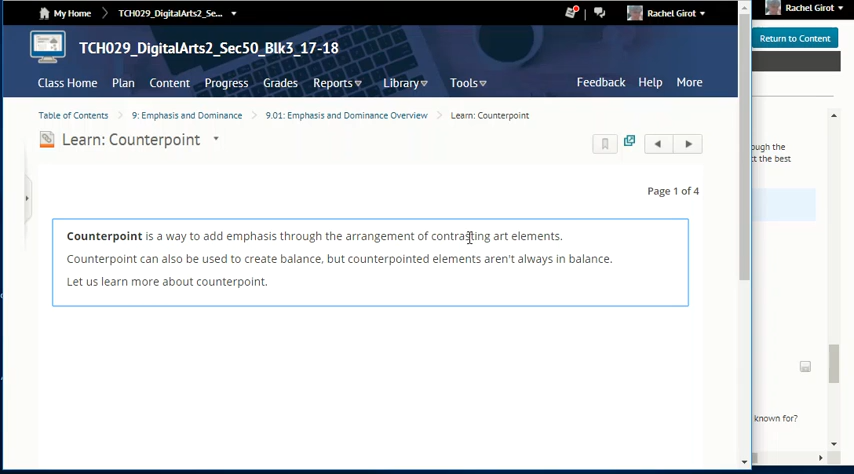 My Home
TCH029_DigitalArts2_Se...
Rachel Girot
Rachel Girot
Return to Content
TCH029_DigitalArts2_Sec50_Blk3_17-18
Class Home Plan Content Progress Grades Reports Library Tools Feedback Help More
Table of Contents 9: Emphasis and Dominance 9.01: Emphasis and Dominance Overview Learn: Counterpoint
Learn: Counterpoint
ough the
t the best
Page 1 of 4
Counterpoint is a way to add emphasis through the arrangement of contrasting art elements.
Counterpoint can also be used to create balance, but counterpointed elements aren't always in balance.
Let us learn more about counterpoint.
known for?